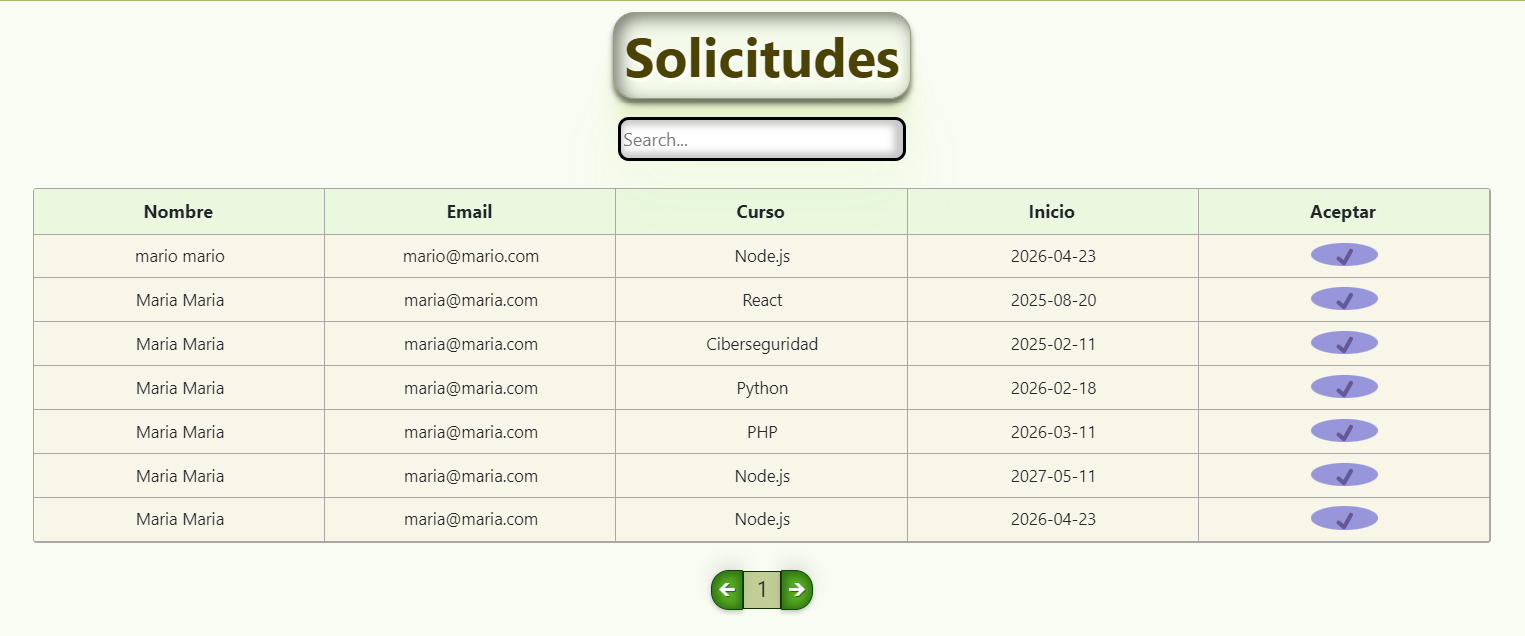 Solicitudes
Search...
Nombre Email Curso Inicio Aceptar
mario mario mario@mario.com Node.js 2026-04-23
Maria Maria maria@maria.com React 2025-08-20
Maria Maria maria@maria.com Ciberseguridad 2025-02-11
Maria Maria maria@maria.com Python 2026-02-18
Maria Maria maria@maria.com PHP 2026-03-11
Maria Maria maria@maria.com Node.js 2027-05-11
Maria Maria maria@maria.com Node.js 2026-04-23
1